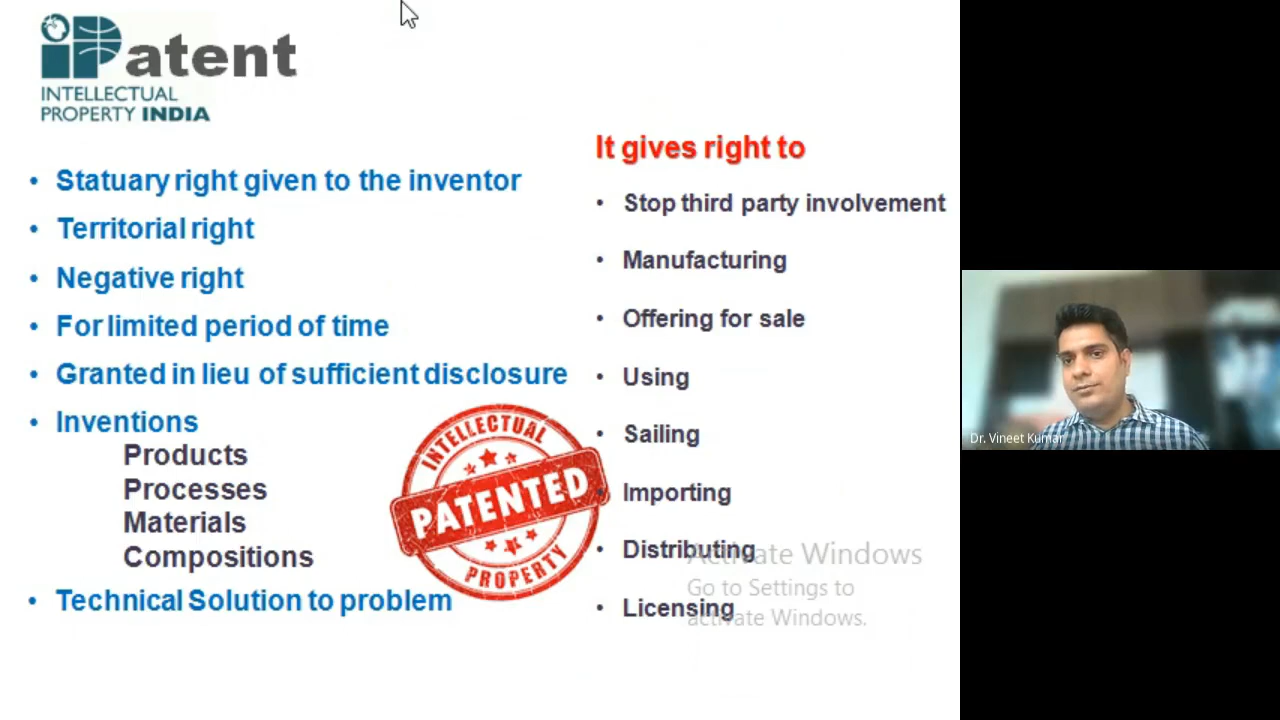 iPatent
INTELLECTUAL
PROPERTY INDIA
Statuary right given to the inventor
Territorial right
Negative right
For limited period of time
Granted in lieu of sufficient disclosure
Inventions
Products
Processes
Materials
Compositions
Technical Solution to problem
INTELLECTUAL
PATENTED
PROPERTY
It gives right to
Stop third party involvement
Manufacturing
Offering for sale
Using
Sailing
Importing
Distributing
Licensing
Activate Windows
Go to Settings to
activate Windows.
Dr. Vineet Kumar